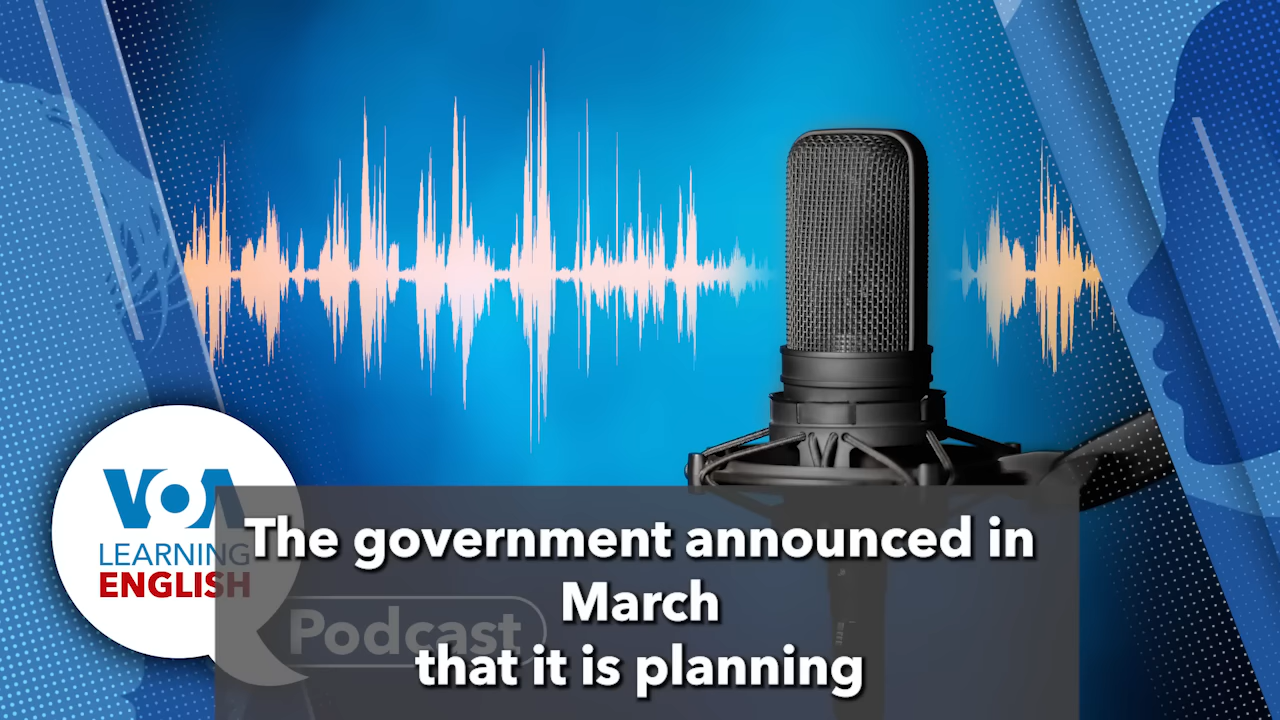 VOA
LEARNING
ENGLISH
Podcast
The government announced in
March
that it is planning